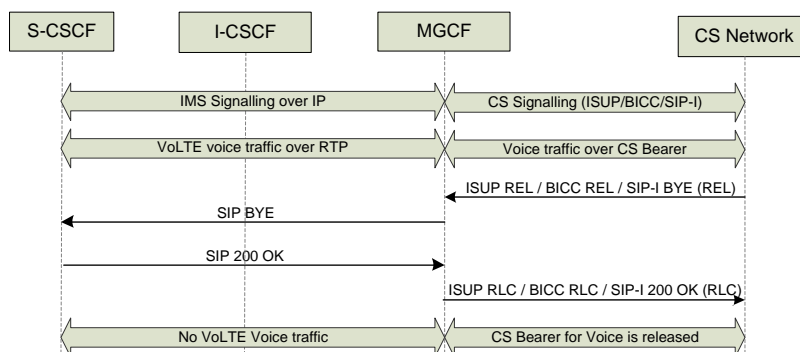 S-CSCF
I-CSCF
MGCF
CS Network
IMS Signalling over IP
CS Signalling (ISUP/BICC/SIP-I)
VoLTE voice traffic over RTP
Voice traffic over CS Bearer
ISUP REL / BICC REL / SIP-I BYE (REL)
SIP BYE
SIP 200 OK
ISUP RLC / BICC RLC / SIP-I 200 OK (RLC)
No VoLTE Voice traffic
CS Bearer for Voice is released